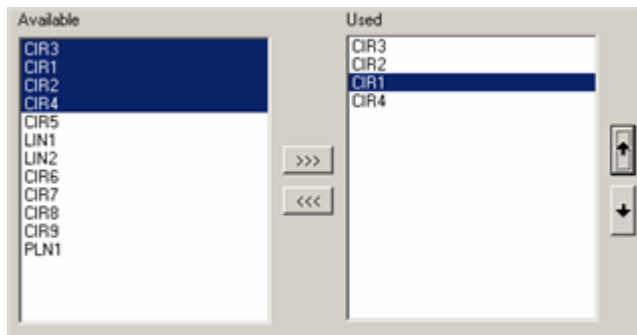 Available
CIR3
CIR1
CIR2
CIR4
CIR5
LIN1
LIN2
CIR6
CIR7
CIR8
CIR9
PLN1
>>>
<<<
Used
CIR3
CIR2
CIR1
CIR4